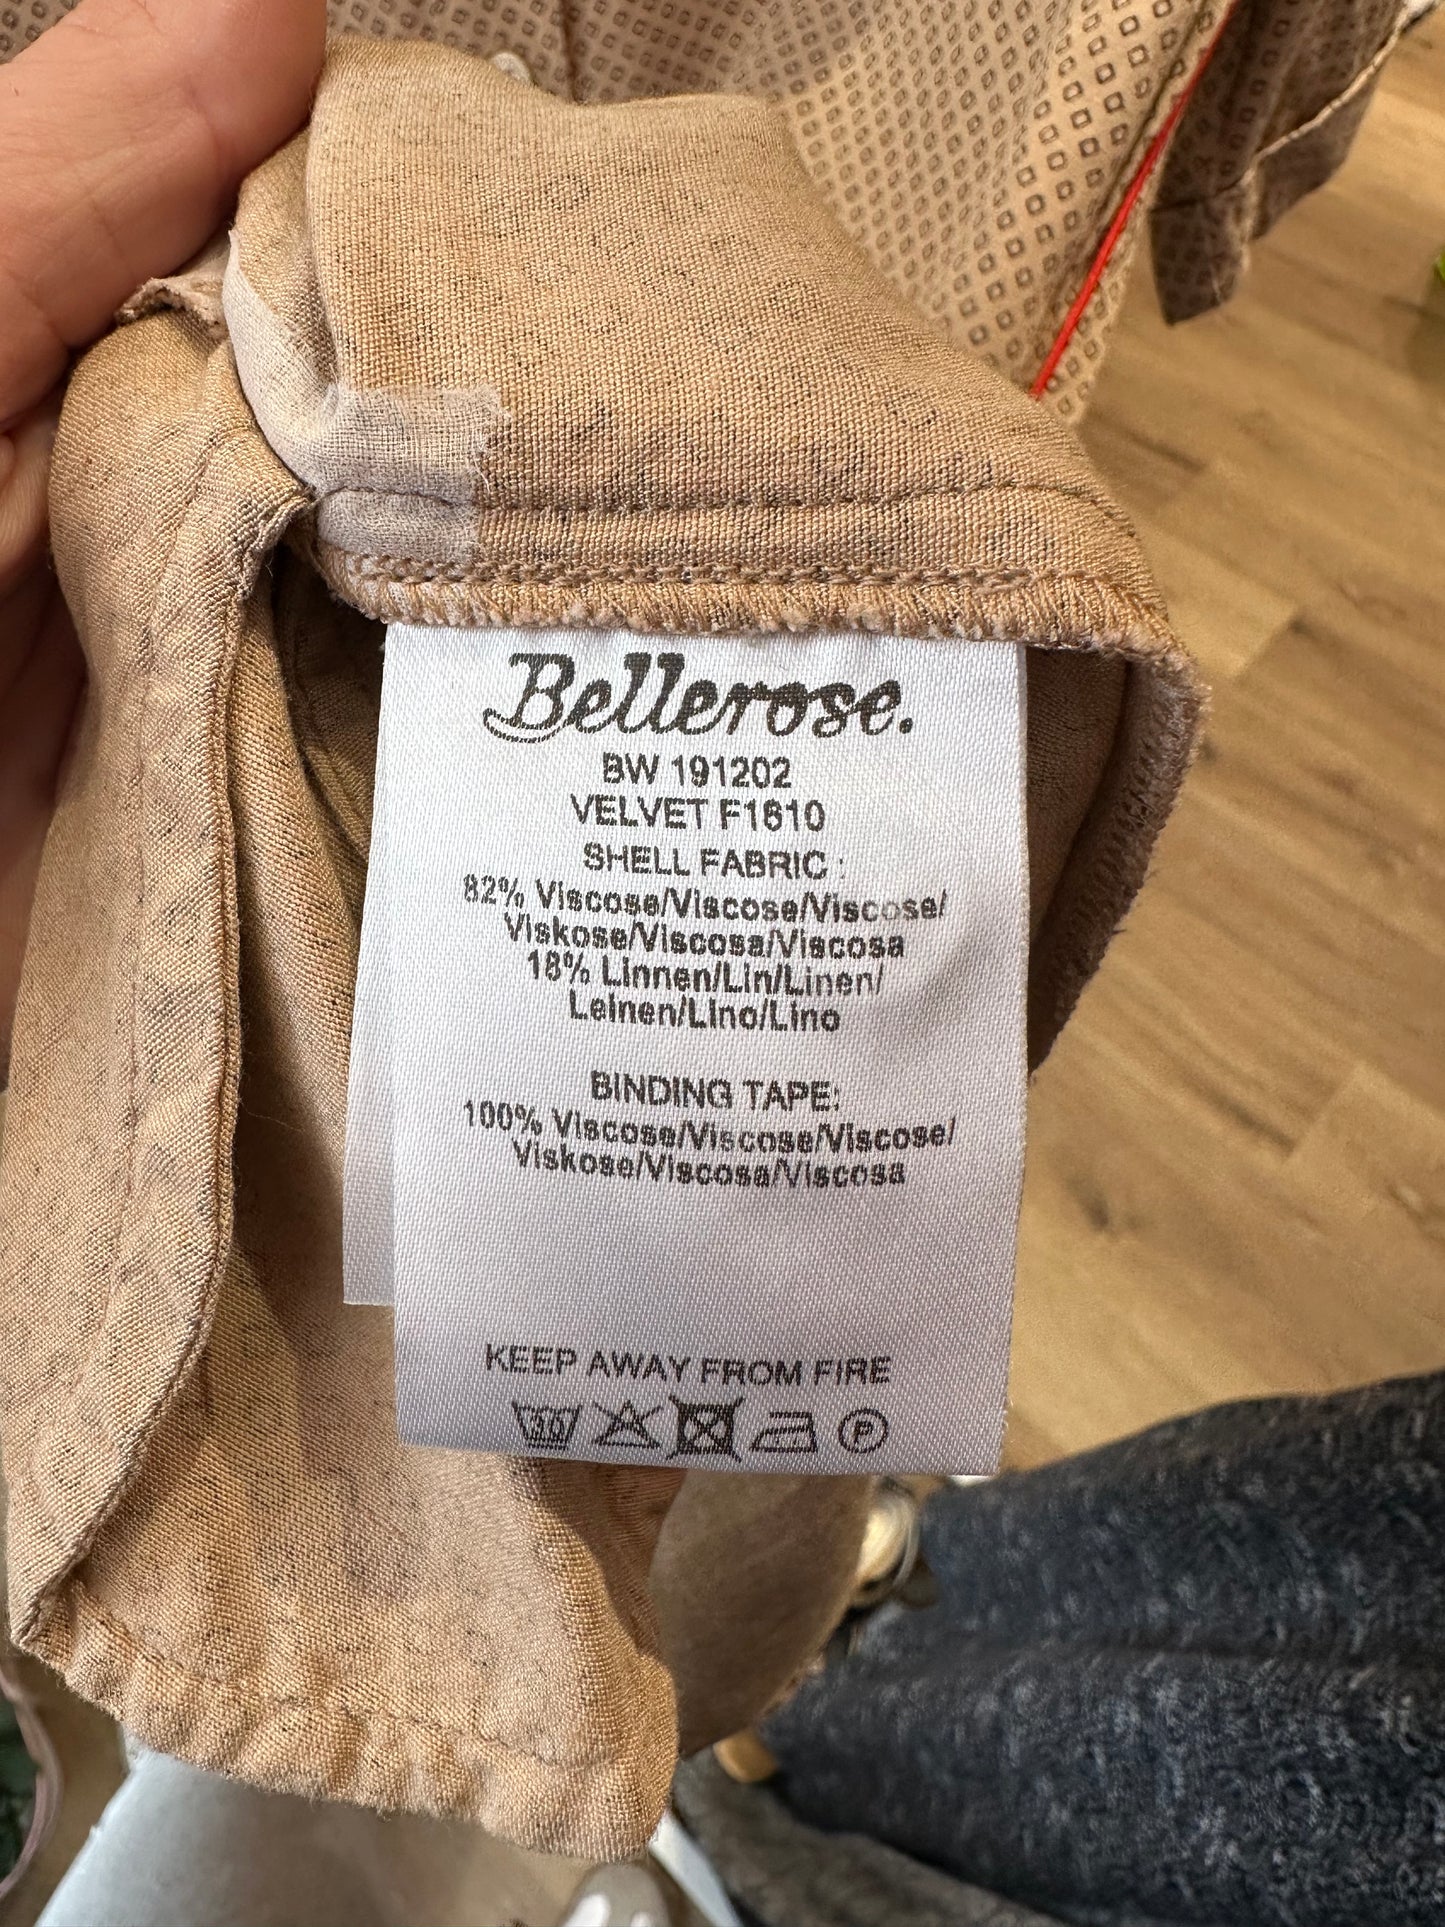 Bellerose.
BW 191202
VELVET F1610
SHELL FABRIC :
82% Viscose/Viscose/Viscose/
Viskose/Viscosa/Viscosa
18% Linnen/Lin/Linen/
Leinen/Lino/Lino
BINDING TAPE:
100% Viscose/Viscose/Viscose/
Viskose/Viscosa/Viscosa
KEEP AWAY FROM FIRE
30 P